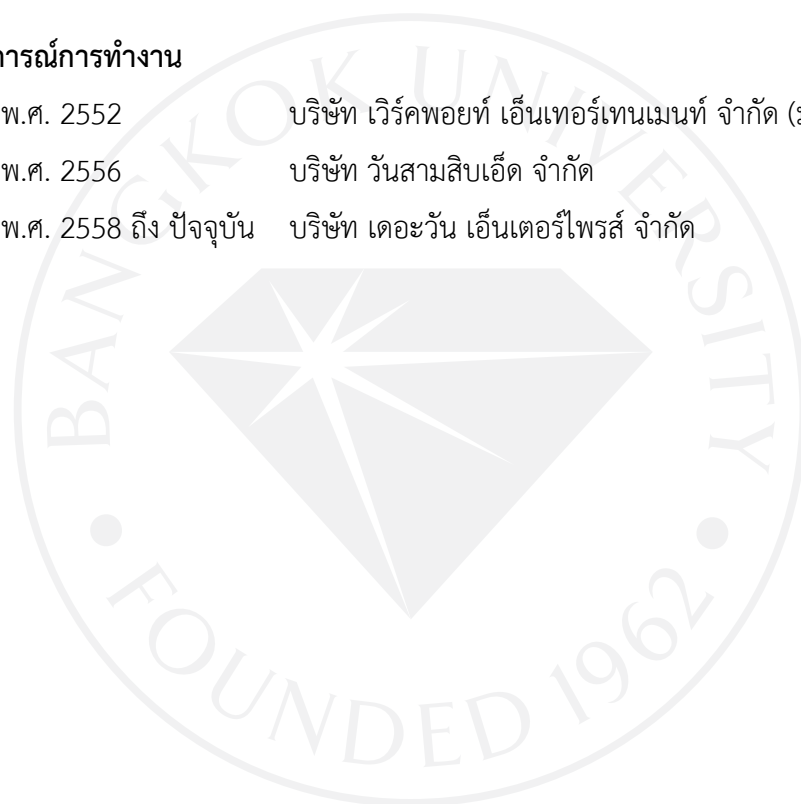 การณ์การทำงาน
พ.ศ. 2552 บริษัท เวิร์คพอยท์ เอ็นเทอร์เทนเมนท์ จำกัด
พ.ศ. 2556 บริษัท วันสามสิบเอ็ด จำกัด
พ.ศ. 2558 ถึง ปัจจุบัน บริษัท เดอะวัน เอ็นเตอร์ไพรส์ จำกัด
BANGKOK UNIVERSITY
FOUNDED 1962